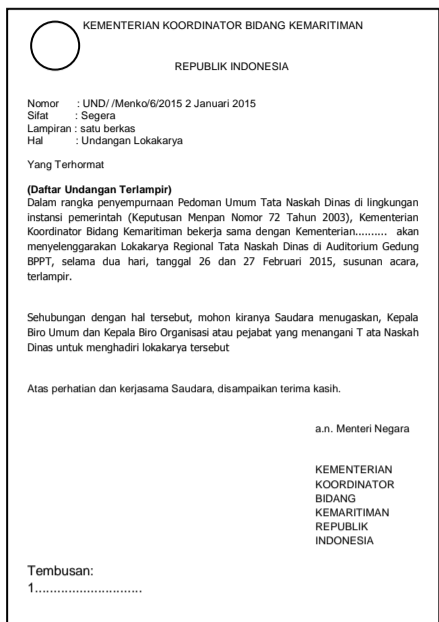 KEMENTERIAN KOORDINATOR BIDANG KEMARITIMAN
REPUBLIK INDONESIA
Nomor : UND/ /Menko/6/2015 2 Januari 2015
Sifat : Segera
Lampiran : satu berkas
Hal : Undangan Lokakarya
Yang Terhormat
(Daftar Undangan Terlampir)
Dalam rangka penyempurnaan Pedoman Umum Tata Naskah Dinas di lingkungan
instansi pemerintah (Keputusan Menpan Nomor 72 Tahun 2003), Kementerian
Koordinator Bidang Kemaritiman bekerja sama dengan Kementerian.......... akan
menyelenggarakan Lokakarya Regional Tata Naskah Dinas di Auditorium Gedung
BPPT, selama dua hari, tanggal 26 dan 27 Februari 2015, susunan acara,
terlampir.
Sehubungan dengan hal tersebut, mohon kiranya Saudara menugaskan, Kepala
Biro Umum dan Kepala Biro Organisasi atau pejabat yang menangani T ata Naskah
Dinas untuk menghadiri lokakarya tersebut
Atas perhatian dan kerjasama Saudara, disampaikan terima kasih.
a.n. Menteri Negara
KEMENTERIAN
KOORDINATOR
BIDANG
KEMARITIMAN
REPUBLIK
INDONESIA
Tembusan:
1............................